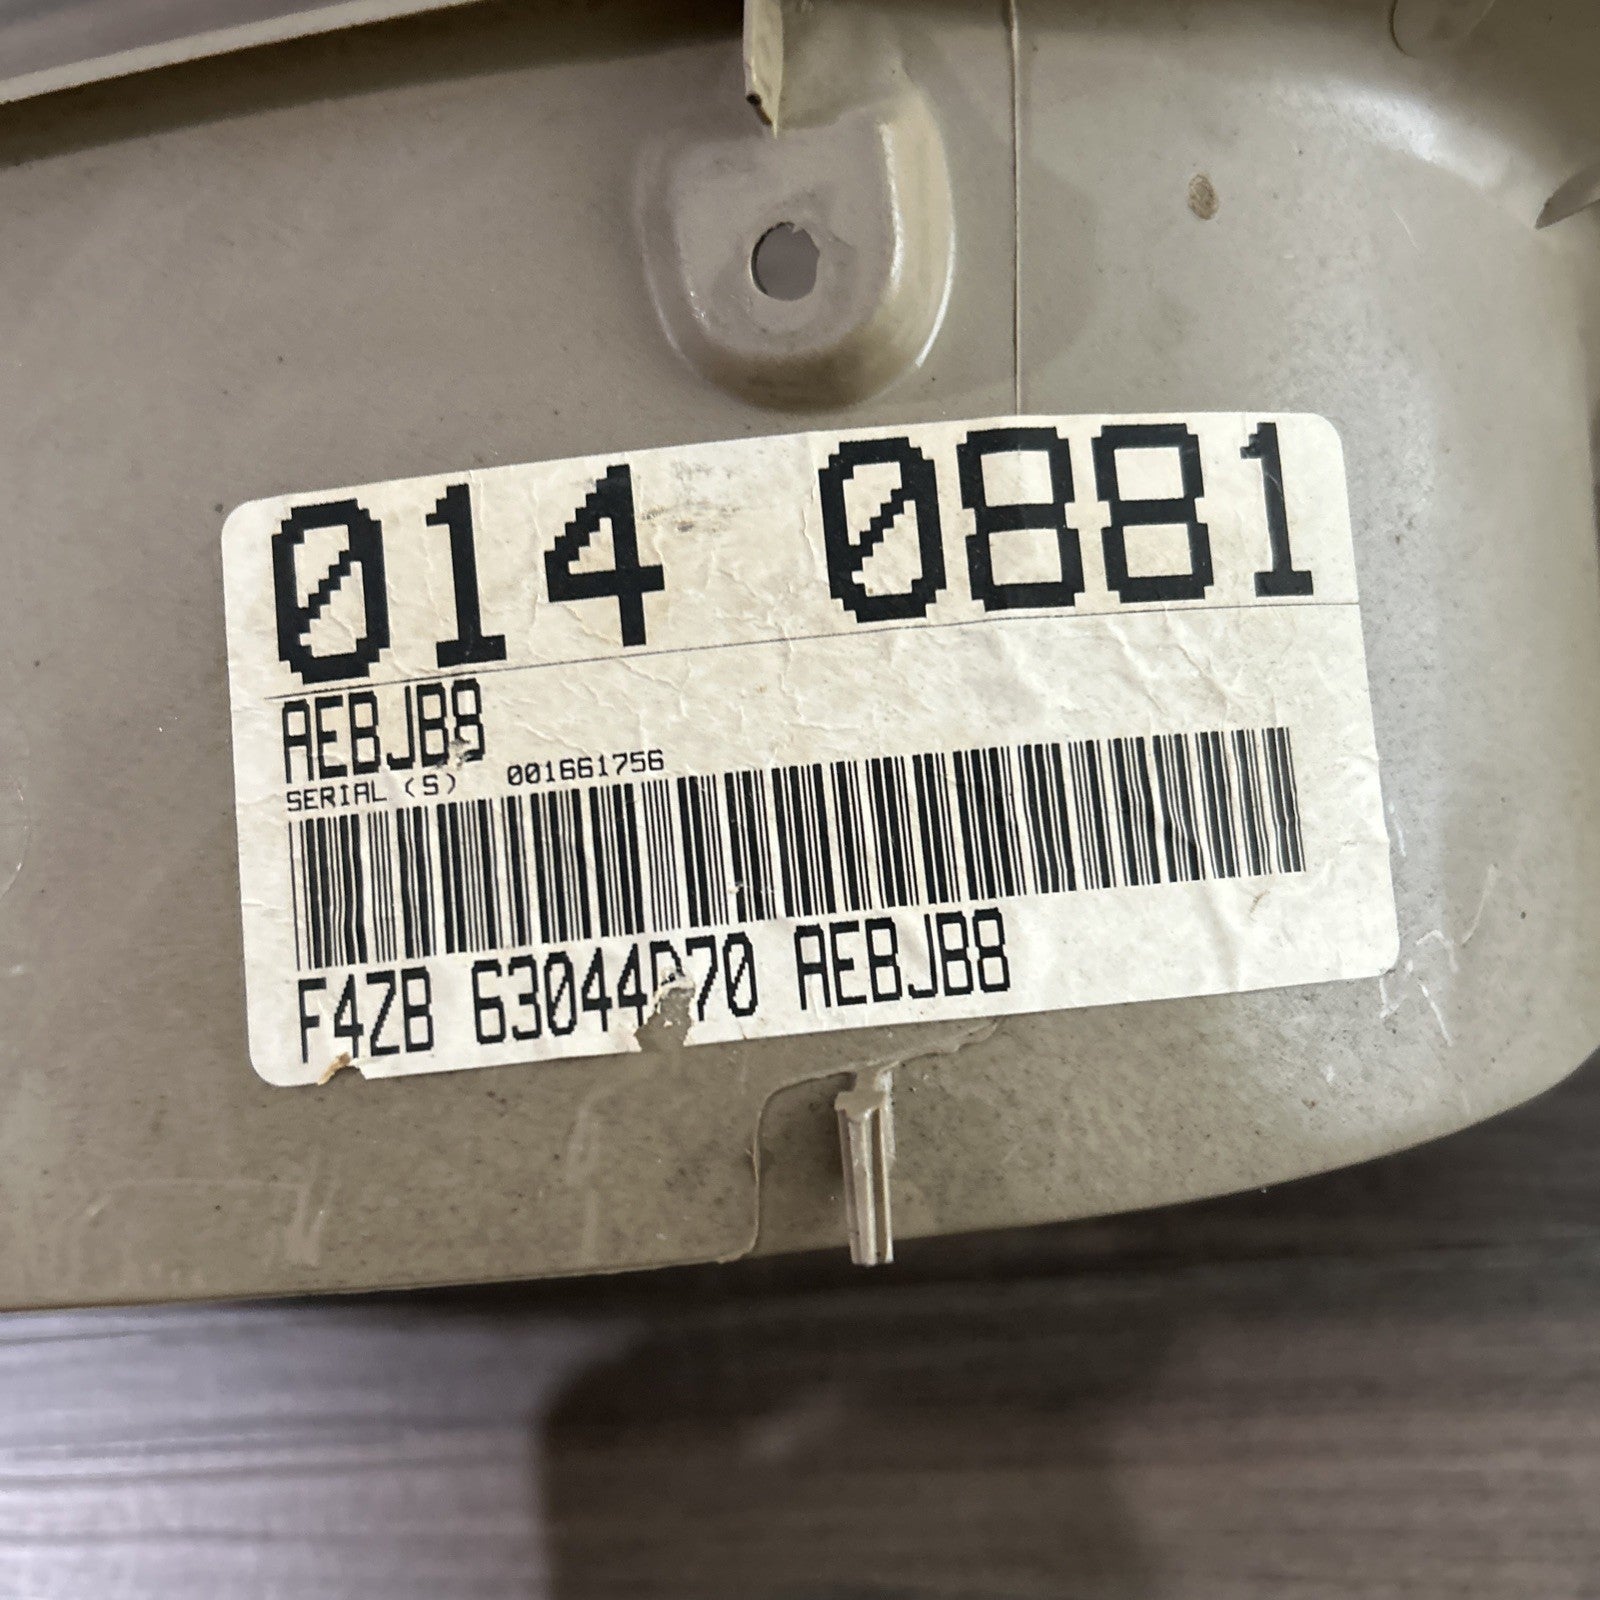 014 0881
AEBJB8
SERIAL (S) 001661756
F4ZB 63044D70 AEBJB8